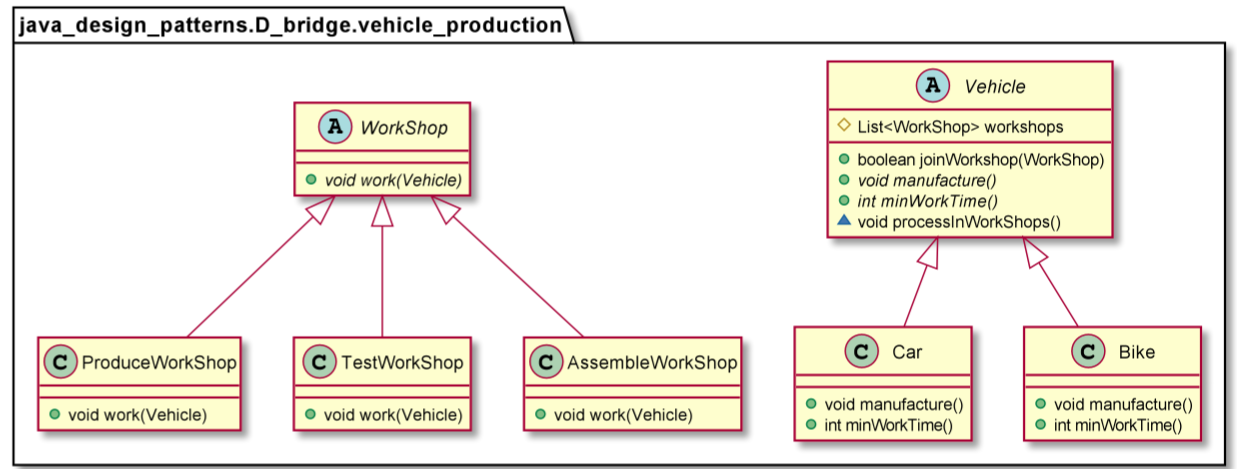 java_design_patterns.D_bridge.vehicle_production
A WorkShop
void work(Vehicle)
A Vehicle
List<WorkShop> workshops
boolean joinWorkshop(WorkShop)
void manufacture()
int minWorkTime()
void processInWorkShops()
C ProduceWorkShop
void work(Vehicle)
C TestWorkShop
void work(Vehicle)
C AssembleWorkShop
void work(Vehicle)
C Car
void manufacture()
int minWorkTime()
C Bike
void manufacture()
int minWorkTime()